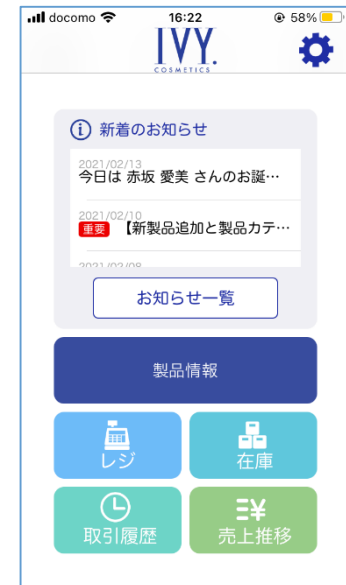 docomo 16:22 58%
IVY.
COSMETICS
新着のお知らせ
2021/02/13
今日は 赤坂 愛美 さんのお誕…
2021/02/10
重要 【新製品追加と製品カテ…
2021/02/08
お知らせ一覧
製品情報
レジ 在庫
取引履歴 売上推移